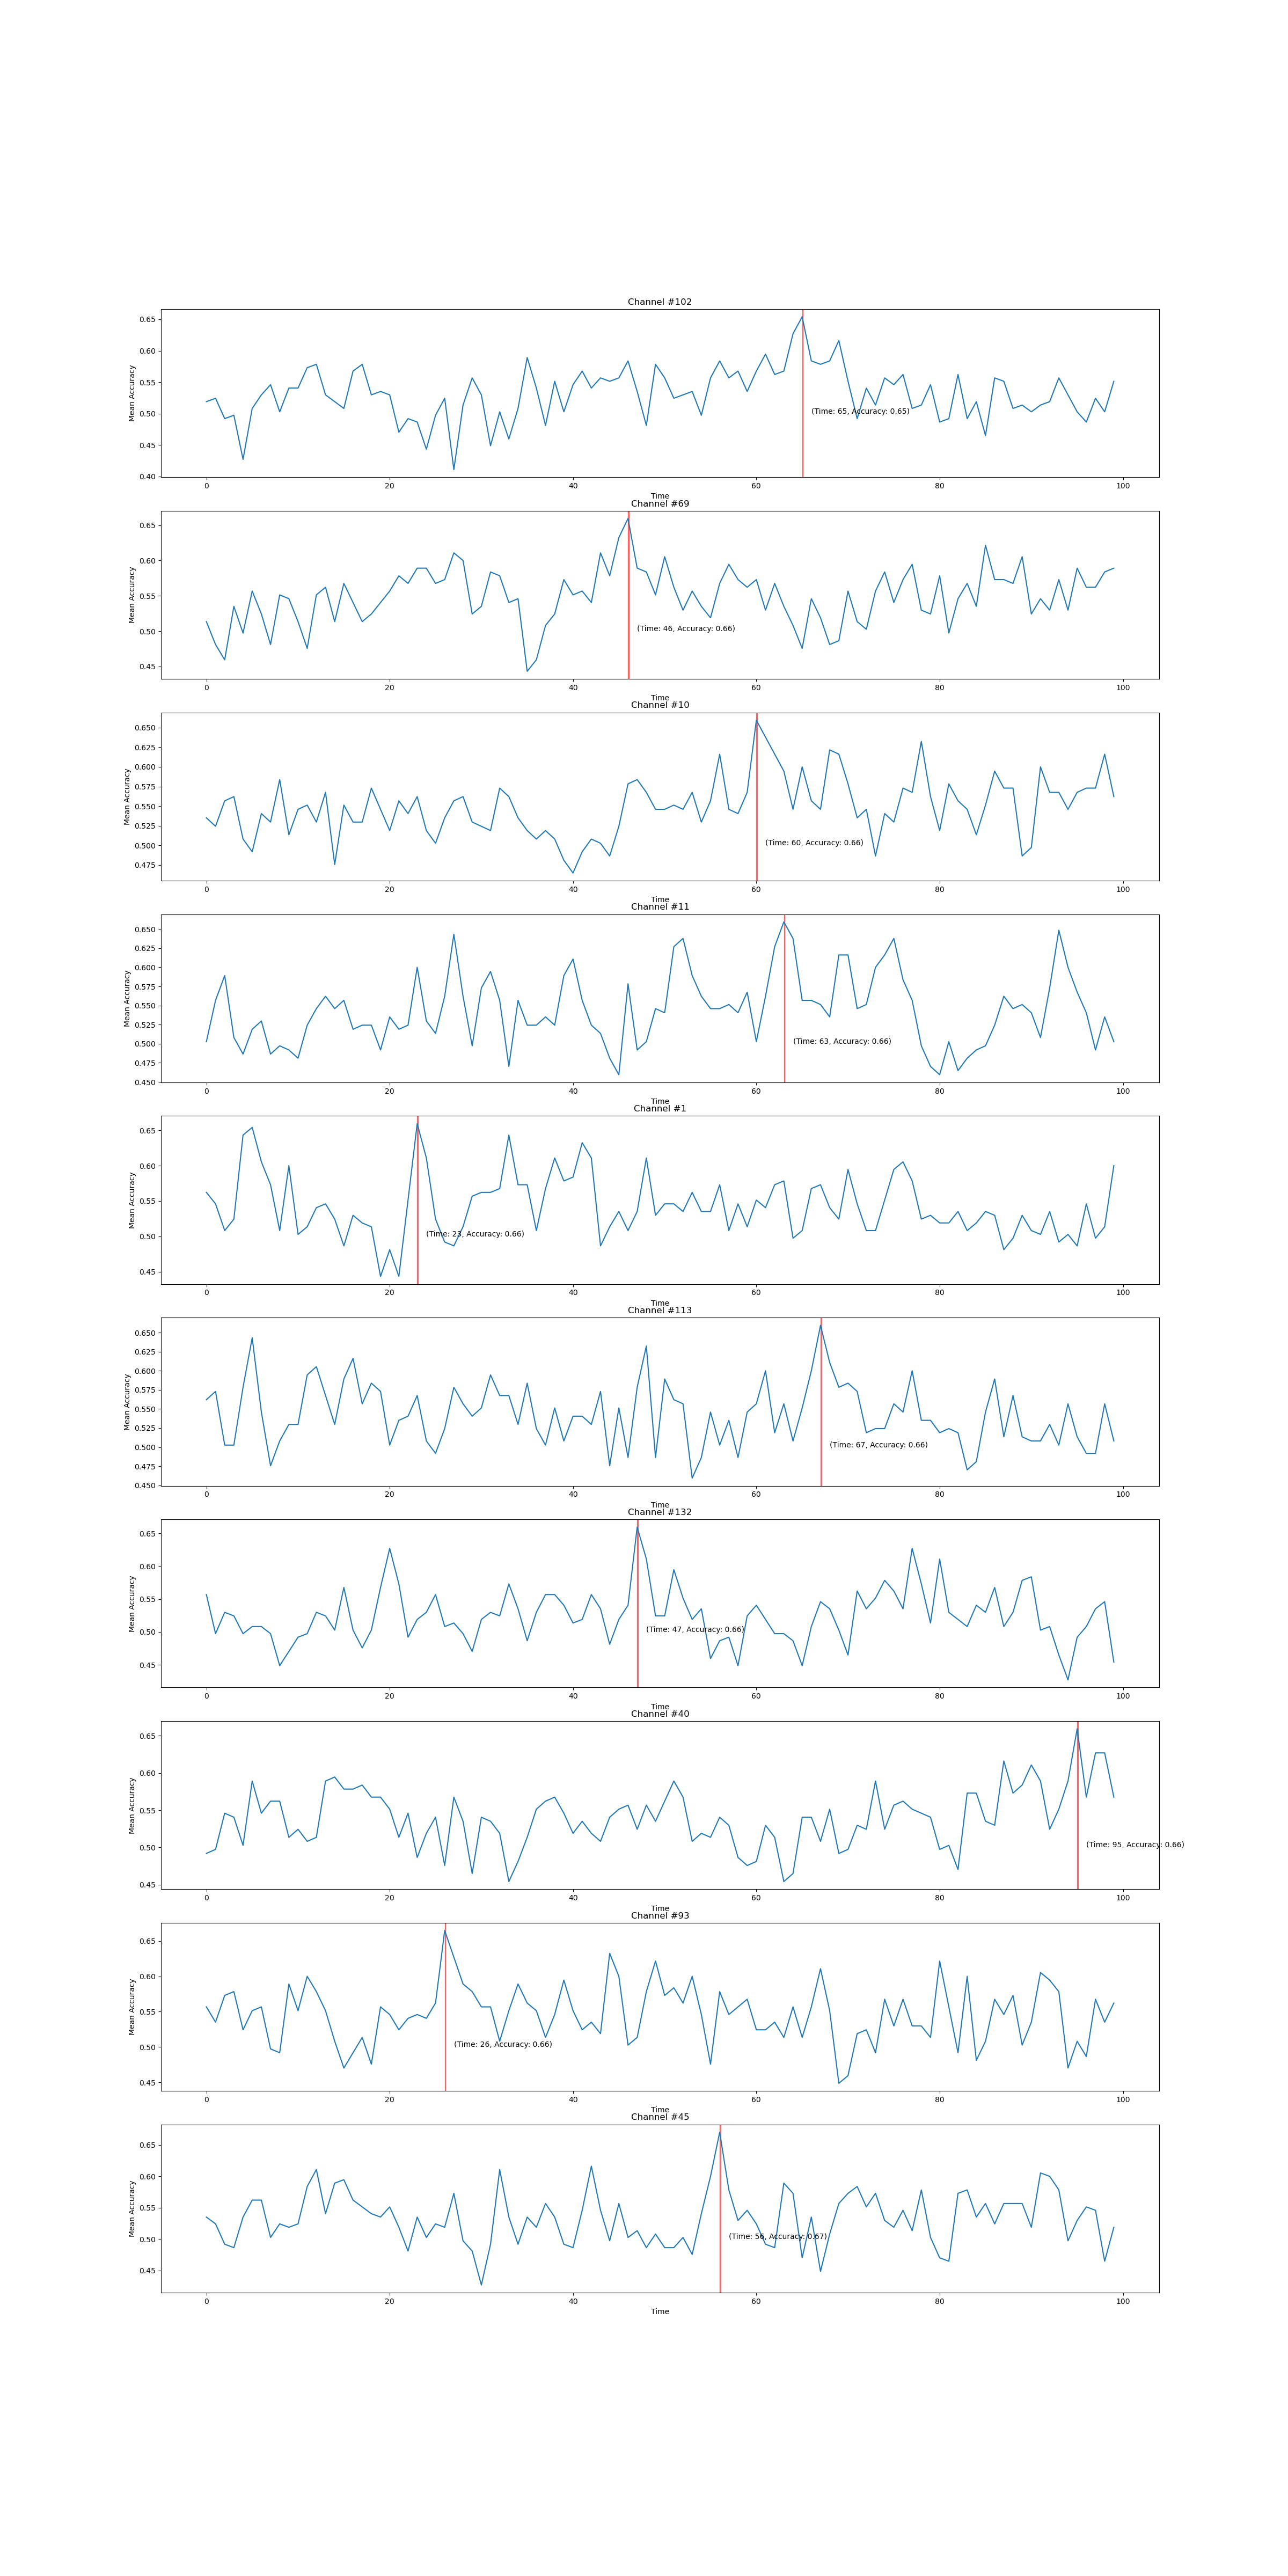 Channel #102
Mean Accuracy
0.65
0.60
0.55
0.50
0.45
0.40
(Time: 65, Accuracy: 0.65)
0 20 40 60 80 100
Time
Channel #69
Mean Accuracy
0.65
0.60
0.55
0.50
0.45
(Time: 46, Accuracy: 0.66)
0 20 40 60 80 100
Time
Channel #10
Mean Accuracy
0.650
0.625
0.600
0.575
0.550
0.525
0.500
0.475
(Time: 60, Accuracy: 0.66)
0 20 40 60 80 100
Time
Channel #11
Mean Accuracy
0.650
0.625
0.600
0.575
0.550
0.525
0.500
0.475
0.450
(Time: 63, Accuracy: 0.66)
0 20 40 60 80 100
Time
Channel #1
Mean Accuracy
0.65
0.60
0.55
0.50
0.45
(Time: 23, Accuracy: 0.66)
0 20 40 60 80 100
Time
Channel #113
Mean Accuracy
0.650
0.625
0.600
0.575
0.550
0.525
0.500
0.475
0.450
(Time: 67, Accuracy: 0.66)
0 20 40 60 80 100
Time
Channel #132
Mean Accuracy
0.65
0.60
0.55
0.50
0.45
(Time: 47, Accuracy: 0.66)
0 20 40 60 80 100
Time
Channel #40
Mean Accuracy
0.65
0.60
0.55
0.50
0.45
(Time: 95, Accuracy: 0.66)
0 20 40 60 80 100
Time
Channel #93
Mean Accuracy
0.65
0.60
0.55
0.50
0.45
(Time: 26, Accuracy: 0.66)
0 20 40 60 80 100
Time
Channel #45
Mean Accuracy
0.65
0.60
0.55
0.50
0.45
(Time: 56, Accuracy: 0.67)
0 20 40 60 80 100
Time